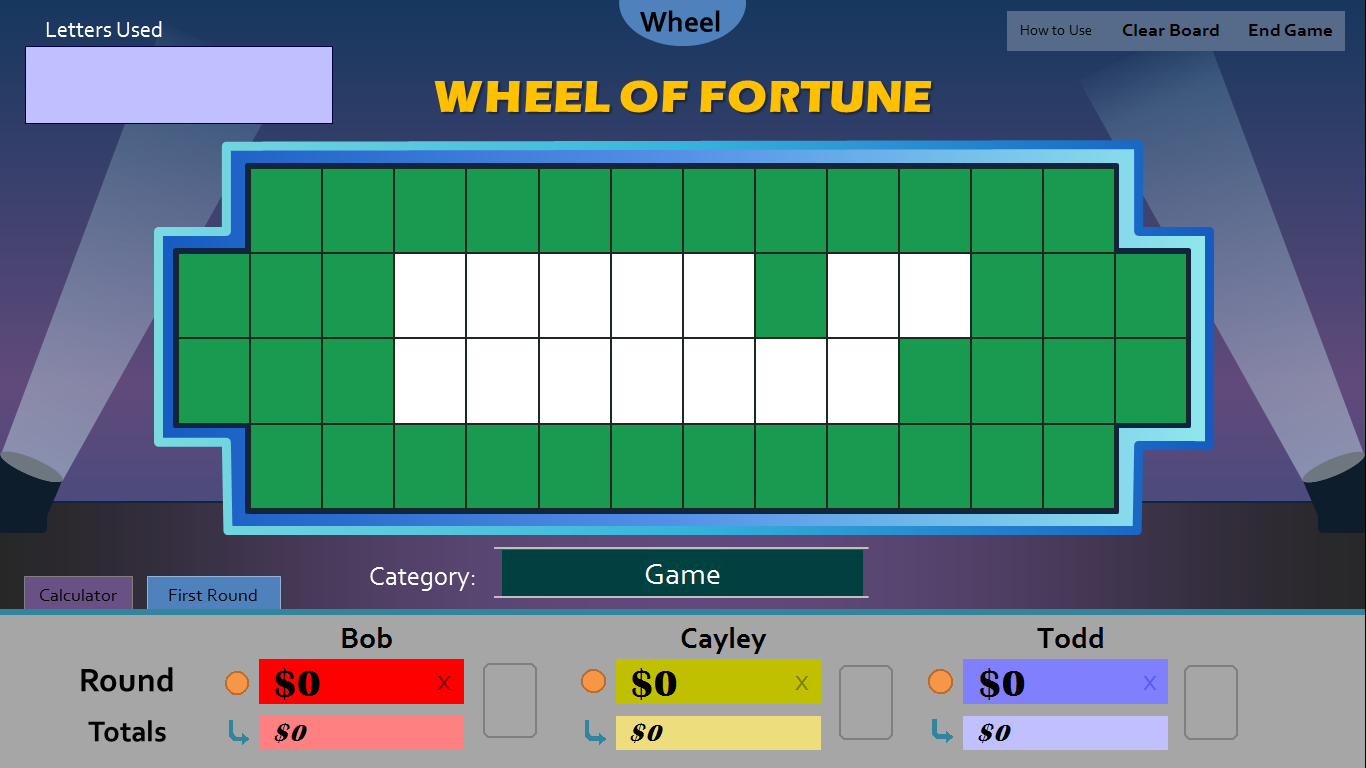 Letters Used
Wheel
How to Use Clear Board End Game
WHEEL OF FORTUNE
Category: Game
Calculator First Round
Bob Cayley Todd
Round $0 X $0 X $0 X
Totals $0 $0 $0